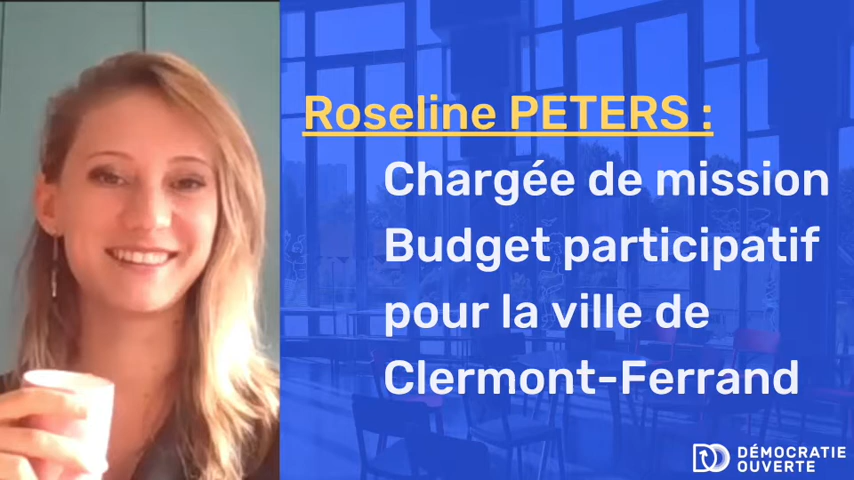 Roseline PETERS :
Chargée de mission
Budget participatif
pour la ville de
Clermont-Ferrand
DÉMOCRATIE
OUVERTE